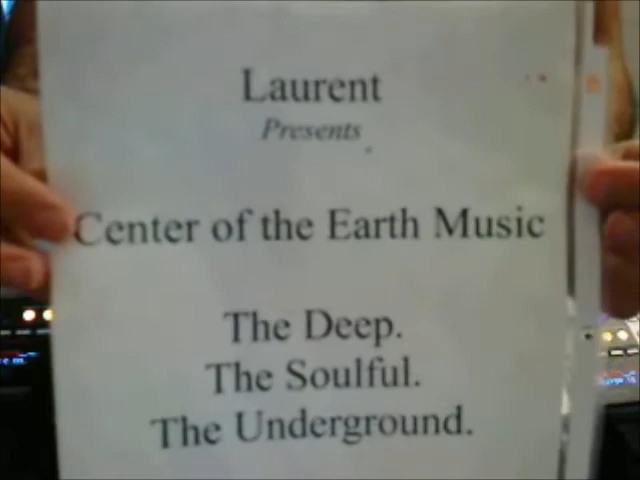 Laurent
Presents
Center of the Earth Music
The Deep.
The Soulful.
The Underground.